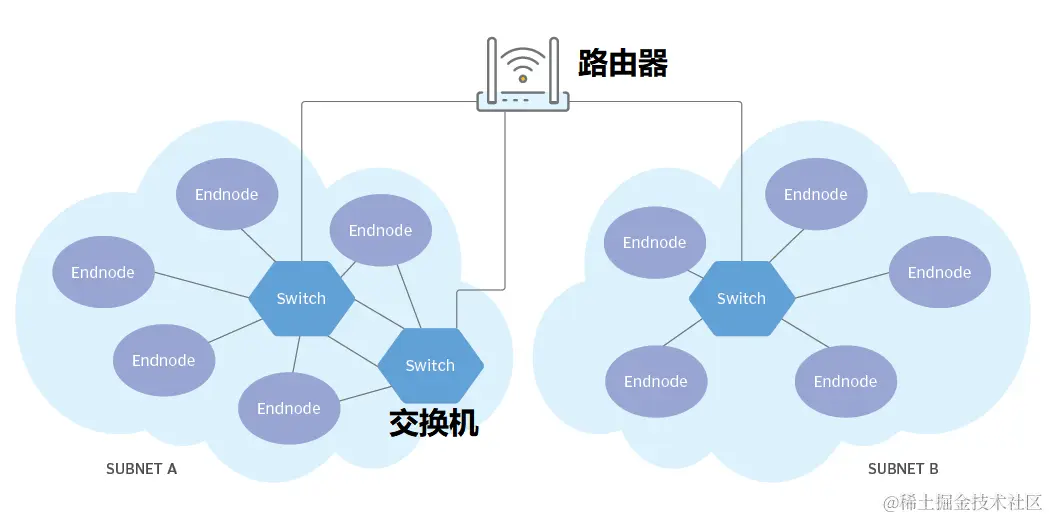 路由器
Endnode
Endnode
Endnode
Endnode
Endnode
Switch
Switch
交换机
SUBNET A
Endnode
Endnode
Endnode
Switch
Endnode
Endnode
SUBNET B
@稀土掘金技术社区